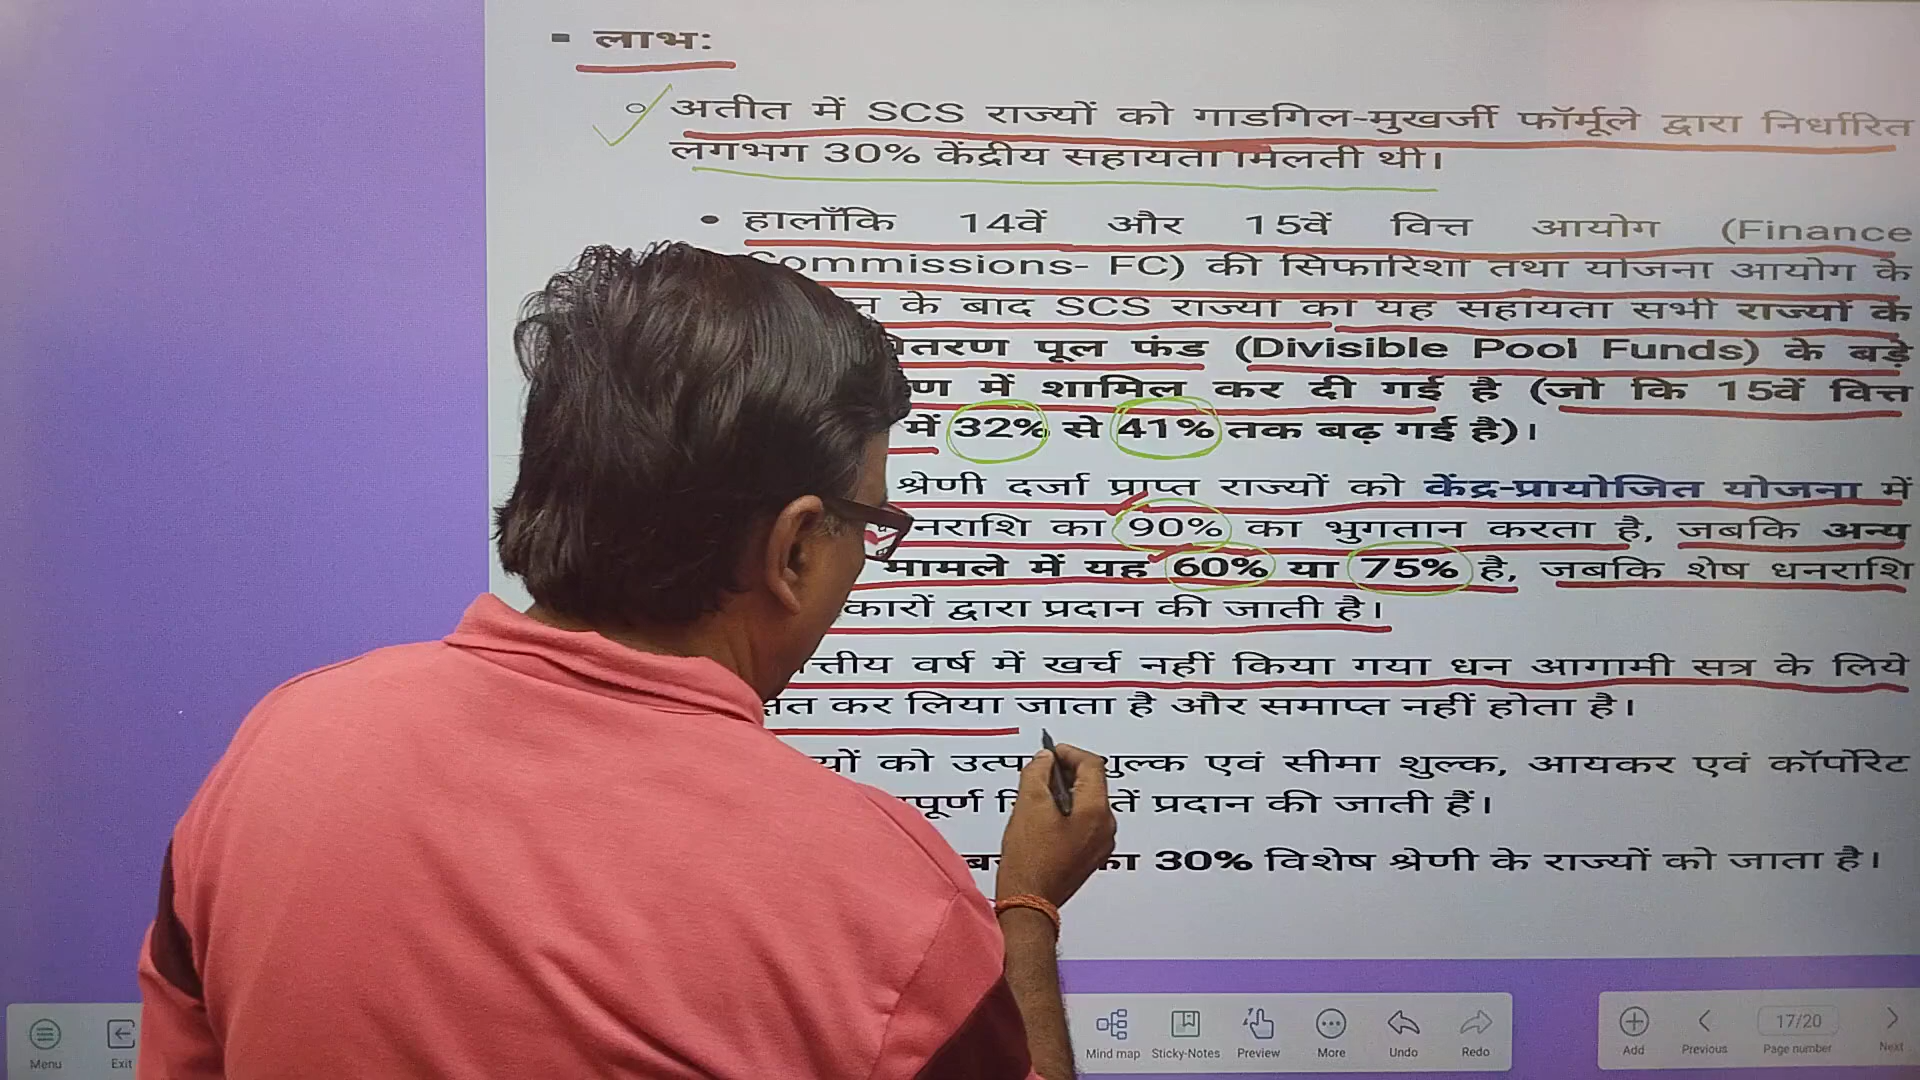 लाभ:
अतीत में SCS राज्यों को गाडगिल-मुखर्जी फॉर्मूले द्वारा निर्धारित
लगभग 30% केंद्रीय सहायता मिलती थी।
हालाँकि 14वें और 15वें वित्त आयोग (Finance
Commissions- FC) की सिफारिशों तथा योजना आयोग के
के बाद SCS राज्यों को यह सहायता सभी राज्यों के
पूल फंड (Divisible Pool Funds) के बड़े
में शामिल कर दी गई है (जो कि 15वें वित्त
में 32% से 41% तक बढ़ गई है)।
श्रेणी दर्जा प्राप्त राज्यों को केंद्र-प्रायोजित योजना में
का 90% का भुगतान करता है, जबकि अन्य
मामले में यह 60% या 75% है, जबकि शेष धनराशि
द्वारा प्रदान की जाती है।
वर्ष में खर्च नहीं किया गया धन आगामी सत्र के लिये
कर लिया जाता है और समाप्त नहीं होता है।
को शुल्क एवं सीमा शुल्क, आयकर एवं कॉर्पोरेट
प्रदान की जाती हैं।
का 30% विशेष श्रेणी के राज्यों को जाता है।
Menu
Exit
Mind map
Sticky-Notes
Preview
More
Undo
Redo
Add
Previous
17/20
Page number
Next